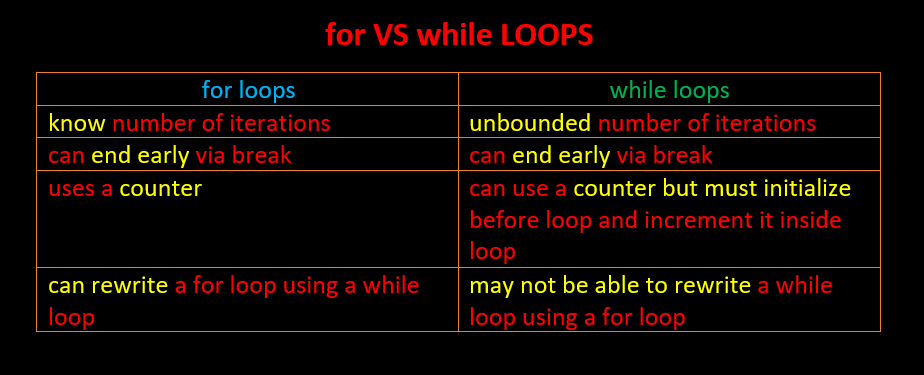 for VS while LOOPS
for loops
while loops
know number of iterations
unbounded number of iterations
can end early via break
can end early via break
uses a counter
can use a counter but must initialize
before loop and increment it inside
loop
can rewrite a for loop using a while
loop
may not be able to rewrite a while
loop using a for loop